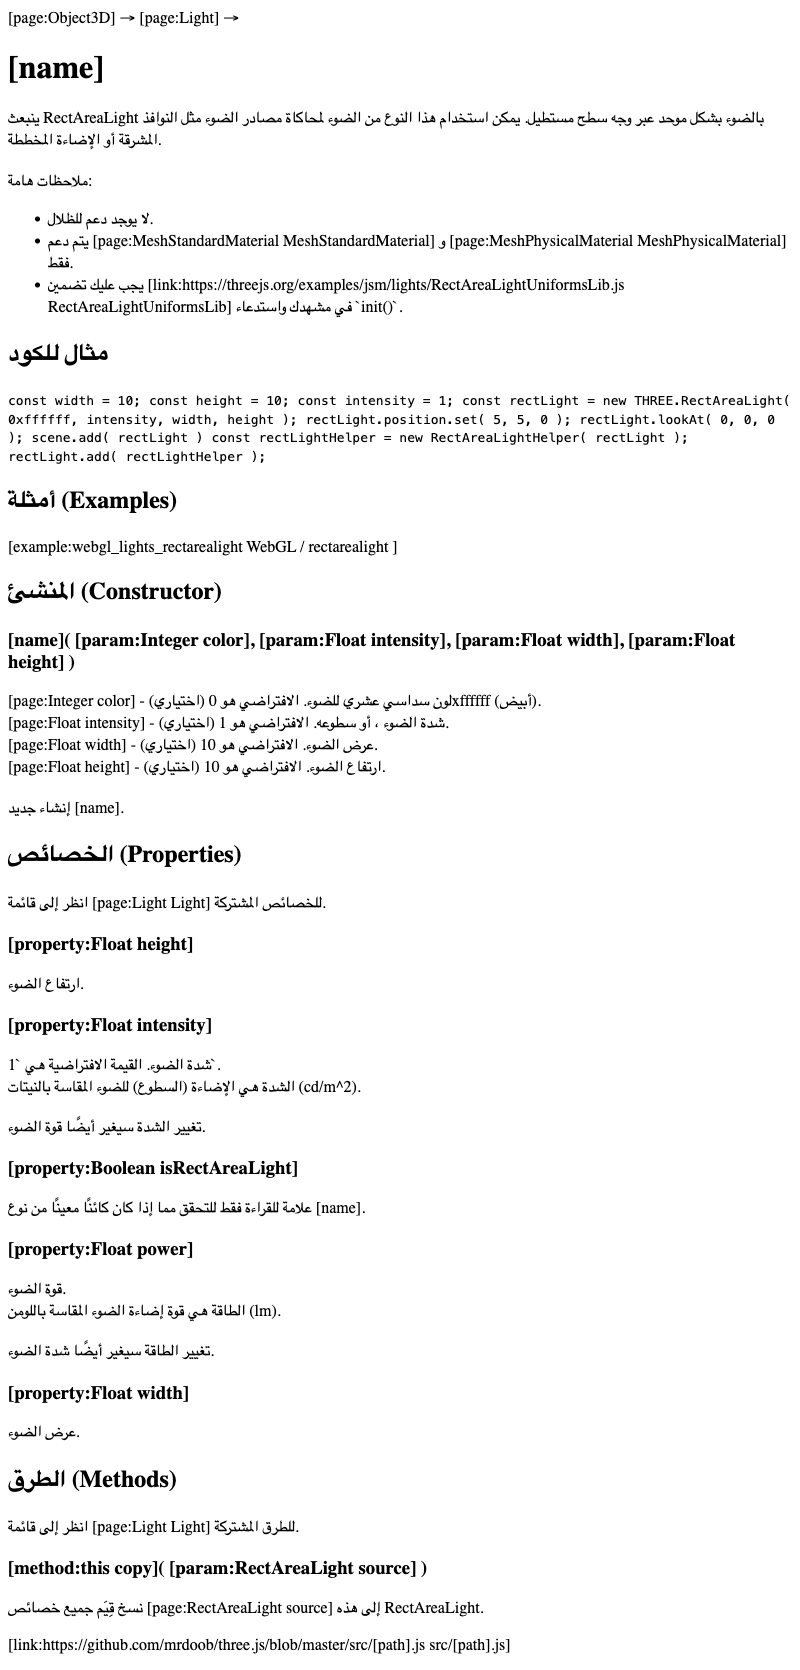 [page:Object3D] → [page:Light] →
[name]
ينبعث RectAreaLight بالضوء بشكل موحد عبر وجه سطح مستطيل. يمكن استخدام هذا النوع من الضوء لمحاكاة مصادر الضوء مثل النوافذ
المشرقة أو الإضاءة المخططة.
ملاحظات هامة:
• لا يوجد دعم للظلال.
• يتم دعم [page:MeshStandardMaterial MeshStandardMaterial] و [page:MeshPhysicalMaterial MeshPhysicalMaterial]
فقط.
• يجب عليك تضمين [link:https://threejs.org/examples/jsm/lights/RectAreaLightUniformsLib.js
RectAreaLightUniformsLib] في مشهدك واستدعاء `init()`.
مثال للكود
const width = 10; const height = 10; const intensity = 1; const rectLight = new THREE.RectAreaLight(
0xffffff, intensity, width, height ); rectLight.position.set( 5, 5, 0 ); rectLight.lookAt( 0, 0, 0
); scene.add( rectLight ) const rectLightHelper = new RectAreaLightHelper( rectLight );
rectLight.add( rectLightHelper );
أمثلة (Examples)
[example:webgl_lights_rectarealight WebGL / rectarealight ]
المنشئ (Constructor)
[name]( [param:Integer color], [param:Float intensity], [param:Float width], [param:Float
height] )
[page:Integer color] - (اختياري) لون سداسي عشري للضوء. الافتراضي هو 0xffffff (أبيض).
[page:Float intensity] - (اختياري) شدة الضوء ، أو سطوعه. الافتراضي هو 1.
[page:Float width] - (اختياري) عرض الضوء. الافتراضي هو 10.
[page:Float height] - (اختياري) ارتفاع الضوء. الافتراضي هو 10.
إنشاء جديد [name].
الخصائص (Properties)
انظر إلى قائمة [page:Light Light] للخصائص المشتركة.
[property:Float height]
ارتفاع الضوء.
[property:Float intensity]
شدة الضوء. القيمة الافتراضية هي `1`.
الشدة هي الإضاءة (السطوع) للضوء المقاسة بالنيتات (cd/m^2).
تغيير الشدة سيغير أيضًا قوة الضوء.
[property:Boolean isRectAreaLight]
علامة للقراءة فقط للتحقق مما إذا كان كائنًا معينًا من نوع [name].
[property:Float power]
قوة الضوء.
الطاقة هي قوة إضاءة الضوء المقاسة باللومن (lm).
تغيير الطاقة سيغير أيضًا شدة الضوء.
[property:Float width]
عرض الضوء.
الطرق (Methods)
انظر إلى قائمة [page:Light Light] للطرق المشتركة.
[method:this copy]( [param:RectAreaLight source] )
نسخ قِيَم جميع خصائص [page:RectAreaLight source] إلى هذه RectAreaLight.
[link:https://github.com/mrdoob/three.js/blob/master/src/[path].js src/[path].js]